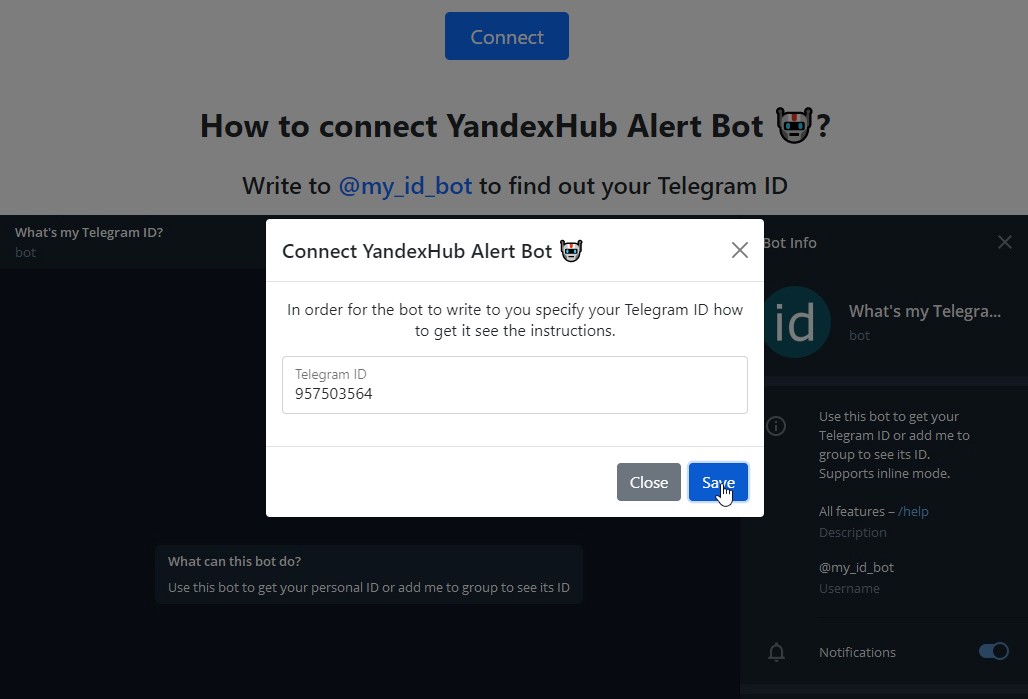 Connect
How to connect YandexHub Alert Bot 🤖?
Write to @my_id_bot to find out your Telegram ID
What's my Telegram ID?
bot
Connect YandexHub Alert Bot 🤖
In order for the bot to write to you specify your Telegram ID how
to get it see the instructions.
Telegram ID
957503564
Close
Save
What can this bot do?
Use this bot to get your personal ID or add me to group to see its ID
Bot Info
id
What's my Telegra...
bot
Use this bot to get your
Telegram ID or add me to
group to see its ID.
Supports inline mode.
All features – /help
Description
@my_id_bot
Username
Notifications